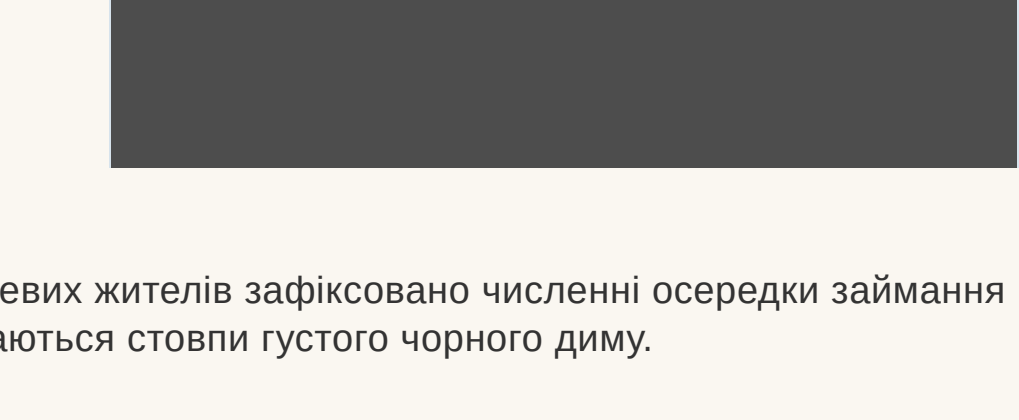 евих жителів зафіксовано численні осередки займання
аються стовпи густого чорного диму.